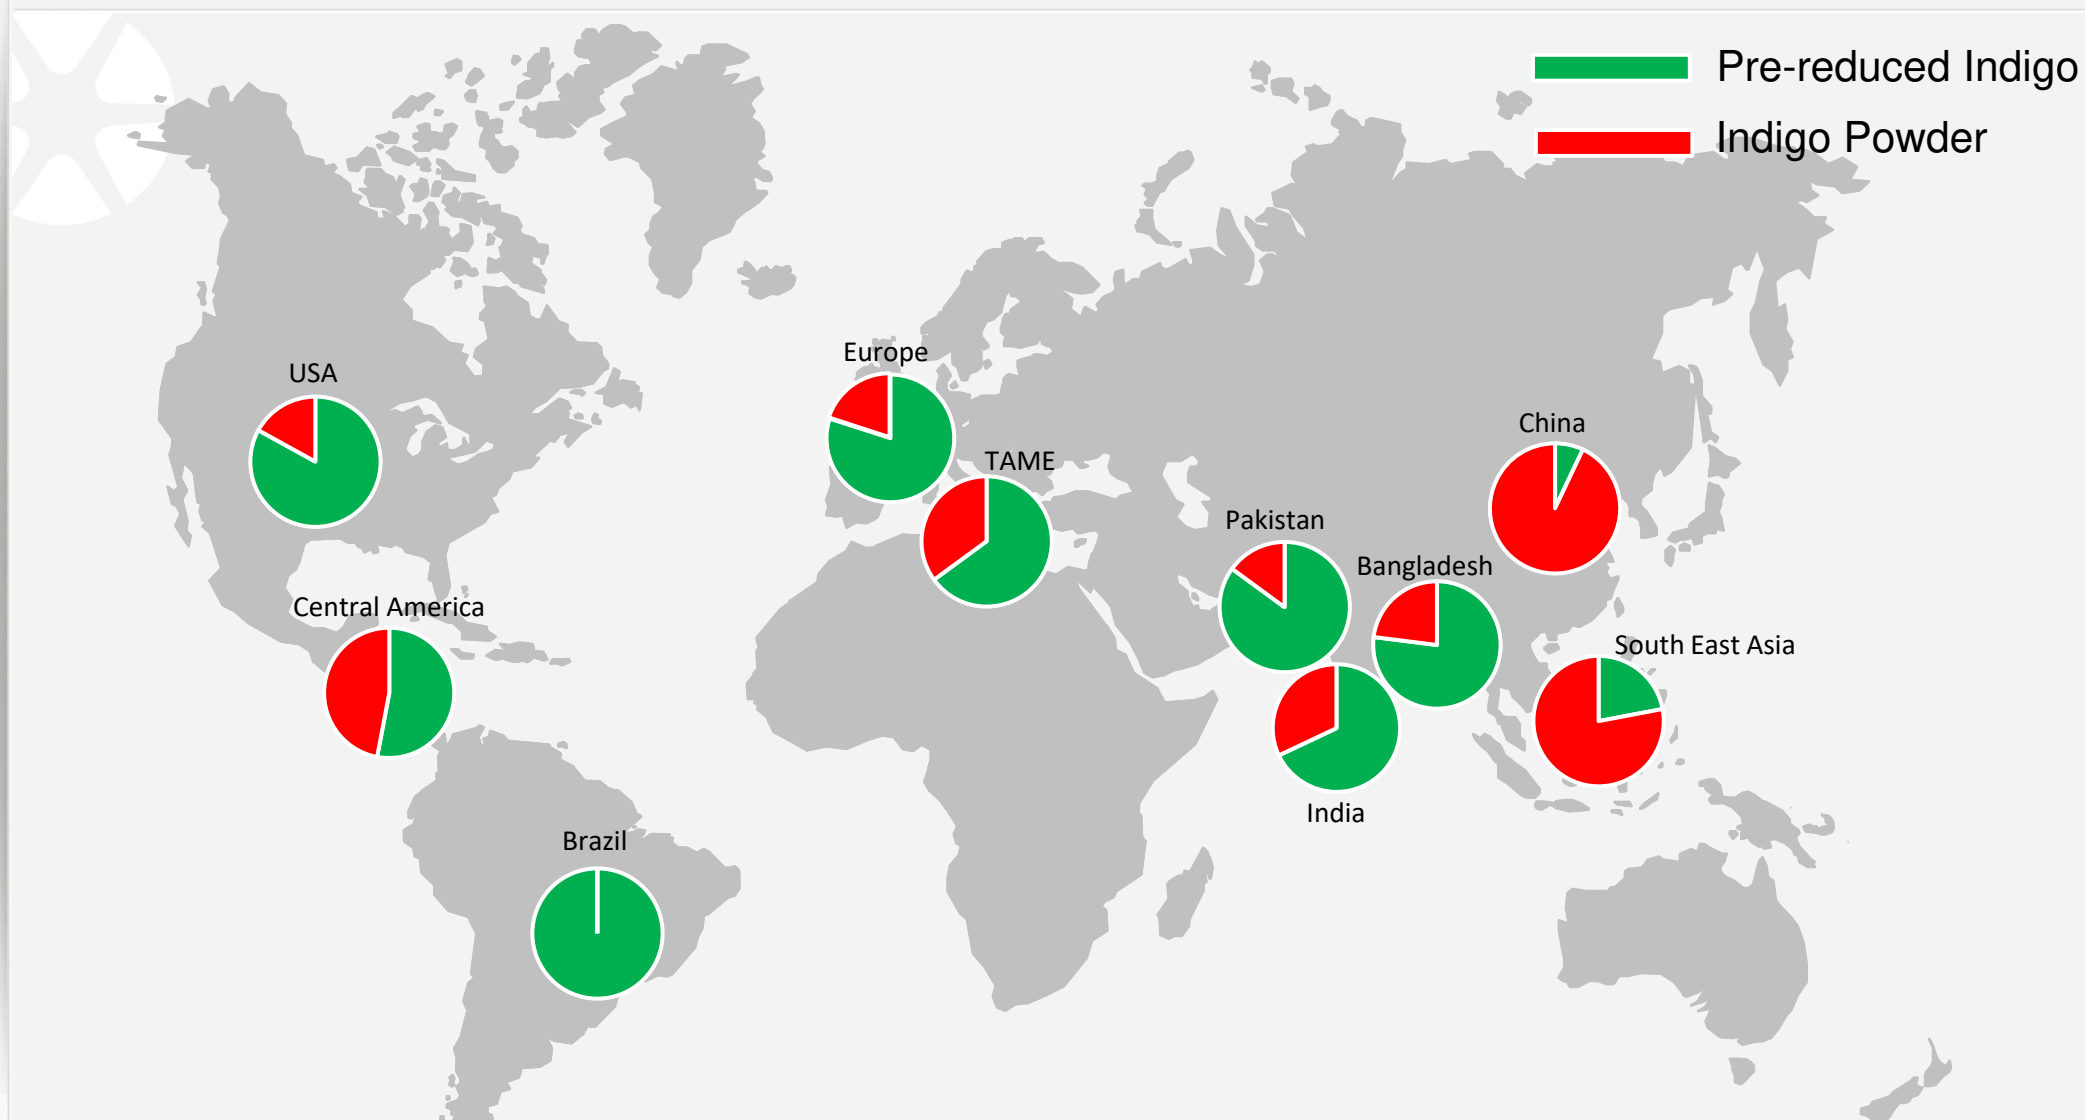 Pre-reduced Indigo
Indigo Powder
Europe
USA
China
TAME
Pakistan
Bangladesh
Central America
South East Asia
India
Brazil